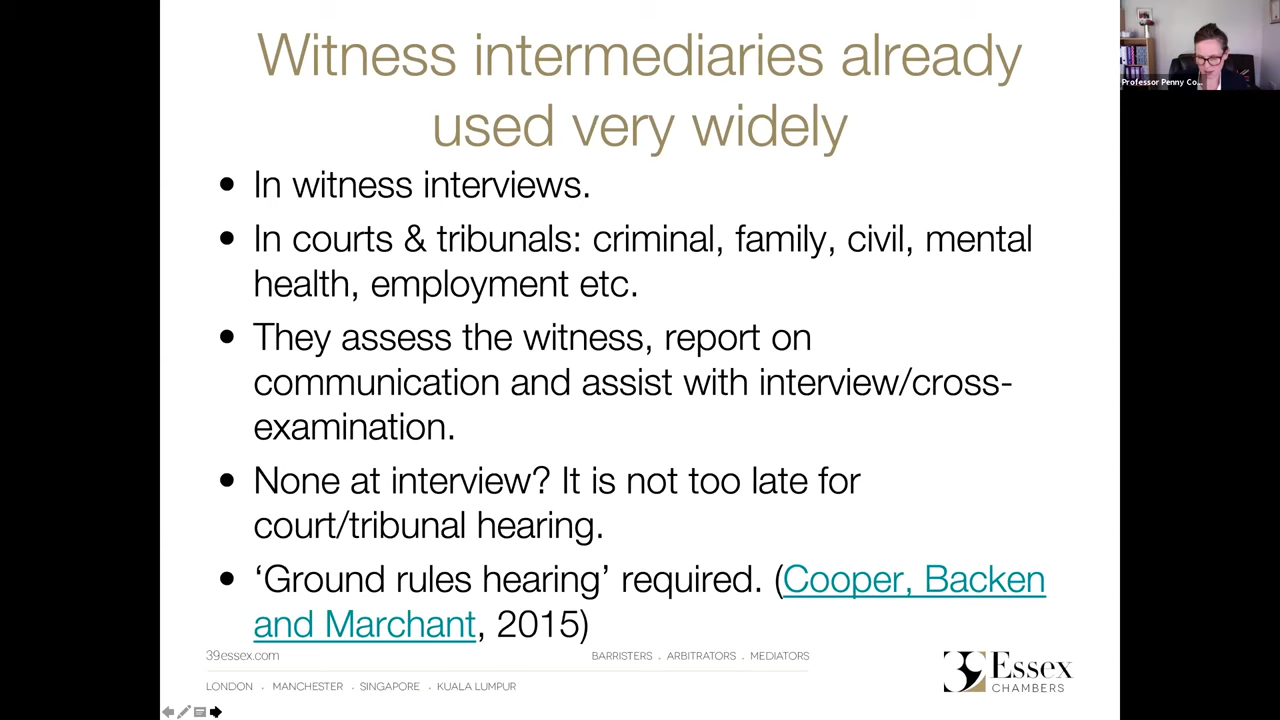 Witness intermediaries already
used very widely
• In witness interviews.
• In courts & tribunals: criminal, family, civil, mental
health, employment etc.
• They assess the witness, report on
communication and assist with interview/cross-
examination.
• None at interview? It is not too late for
court/tribunal hearing.
• ‘Ground rules hearing’ required. (Cooper, Backen
and Marchant, 2015)
39essex.com
BARRISTERS . ARBITRATORS . MEDIATORS
LONDON . MANCHESTER . SINGAPORE . KUALA LUMPUR
39 Essex
CHAMBERS
Professor Penny Co...